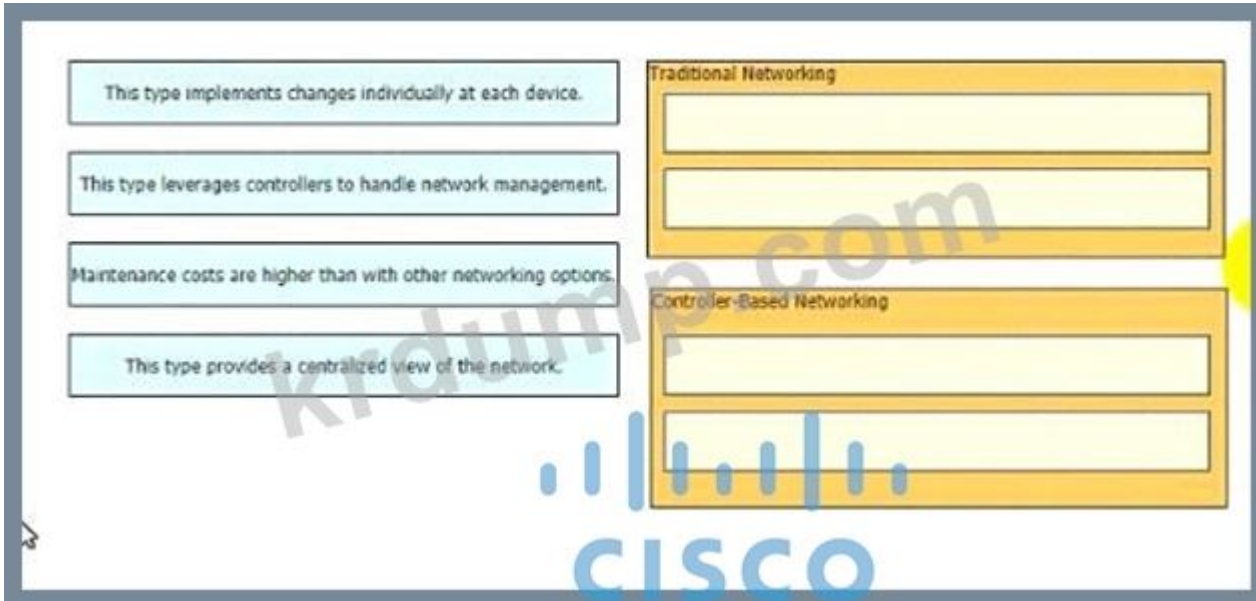 This type implements changes individually at each device.
This type leverages controllers to handle network management.
Maintenance costs are higher than with other networking options.
This type provides a centralized view of the network.
Traditional Networking
Controller-Based Networking
krdump.com
CISCO